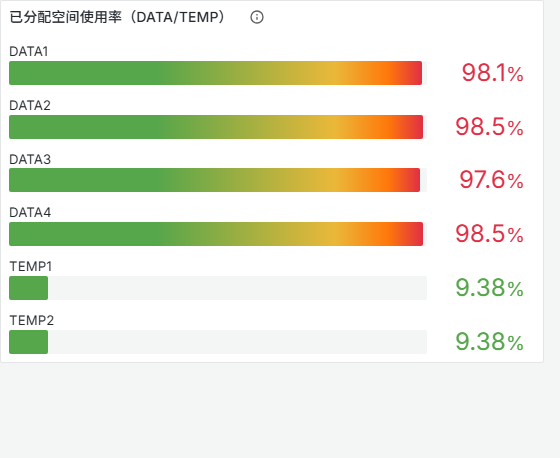 已分配空间使用率（DATA/TEMP）
DATA1
98.1%
DATA2
98.5%
DATA3
97.6%
DATA4
98.5%
TEMP1
9.38%
TEMP2
9.38%